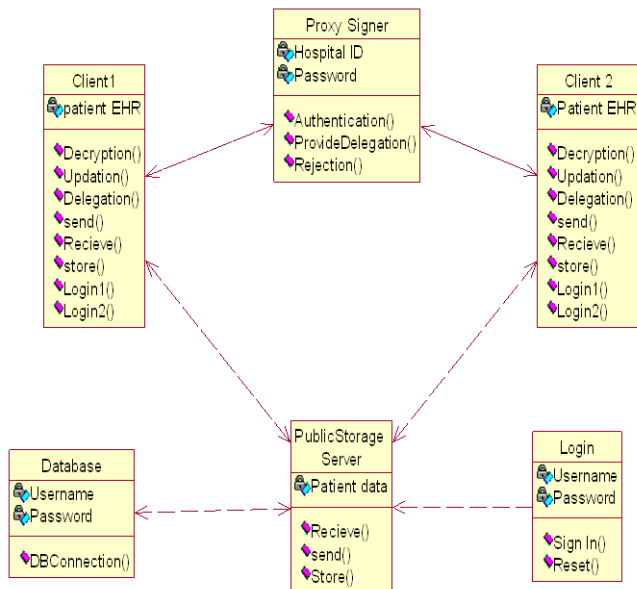 Proxy Signer
Hospital ID
Password
Authentication()
ProvideDelegation()
Rejection()
Client1
patient EHR
Decryption()
Updation()
Delegation()
send()
Recieve()
store()
Login1()
Login2()
Client 2
Patient EHR
Decryption()
Updation()
Delegation()
send()
Recieve()
store()
Login1()
Login2()
Database
Username
Password
DBConnection()
PublicStorage
Server
Patient data
Recieve()
send()
Store()
Login
Username
Password
Sign In()
Reset()